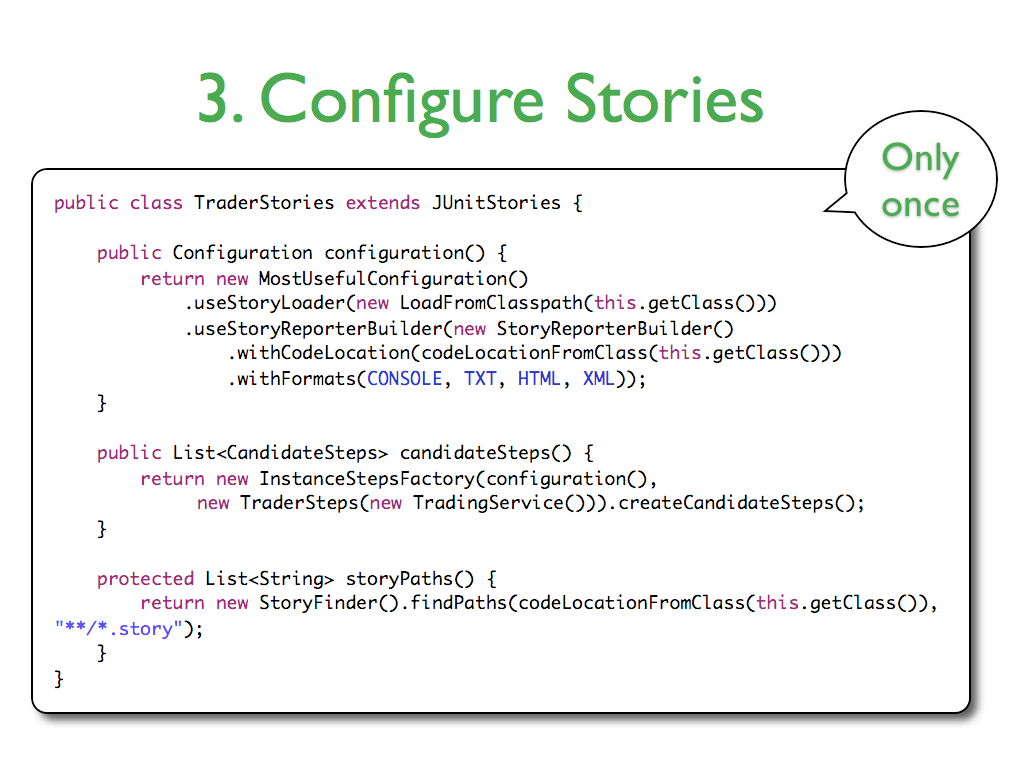 3. Configure Stories
Only
once
public class TraderStories extends JUnitStories {
    public Configuration configuration() {
        return new MostUsefulConfiguration()
            .useStoryLoader(new LoadFromClasspath(this.getClass()))
            .useStoryReporterBuilder(new StoryReporterBuilder()
                .withCodeLocation(codeLocationFromClass(this.getClass()))
                .withFormats(CONSOLE, TXT, HTML, XML));
    }
    public List<CandidateSteps> candidateSteps() {
        return new InstanceStepsFactory(configuration(),
             new TraderSteps(new TradingService())).createCandidateSteps();
    }
    protected List<String> storyPaths() {
        return new StoryFinder().findPaths(codeLocationFromClass(this.getClass()),
"**/*.story");
    }
}